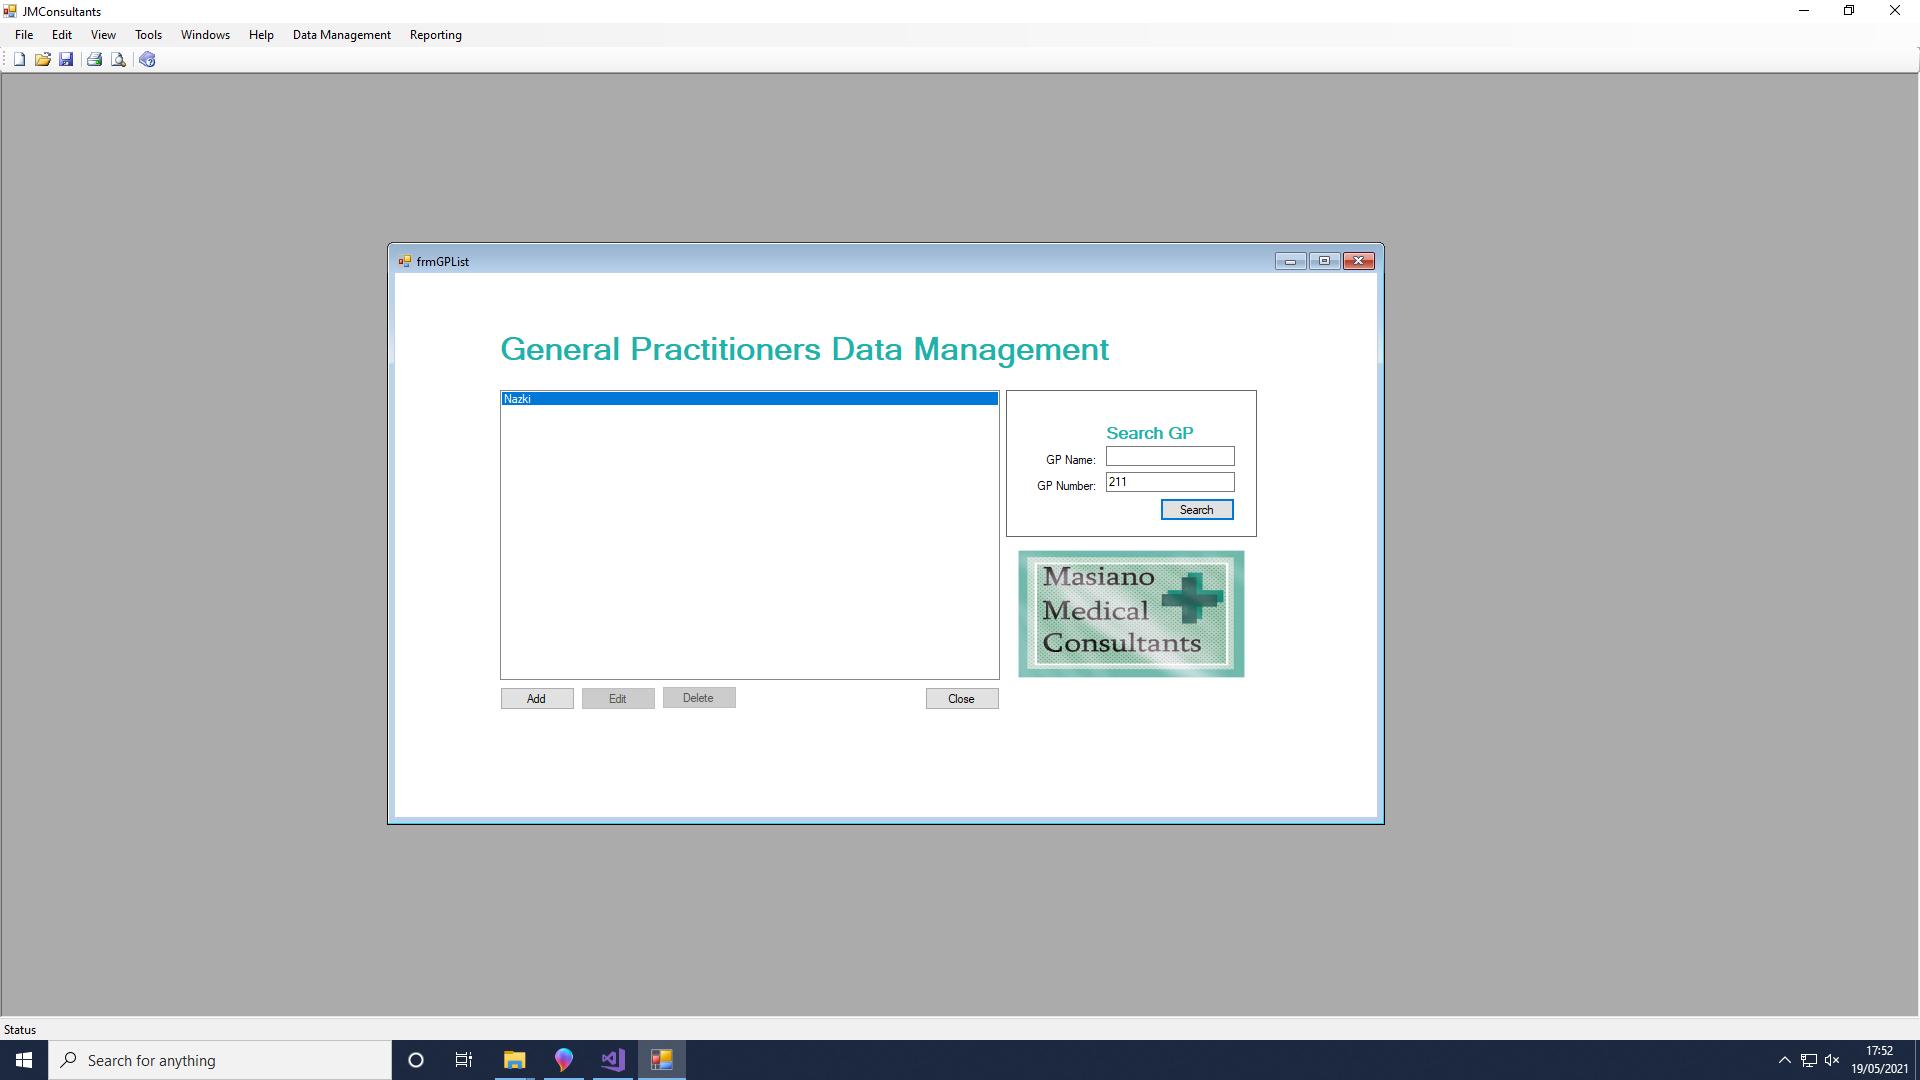 JMConsultants
File Edit View Tools Windows Help Data Management Reporting
frmGPList
General Practitioners Data Management
Nazki
Search GP
GP Name:
GP Number: 211
Search
Masiano
Medical
Consultants
Add Edit Delete Close
Status
Search for anything
17:52
19/05/2021